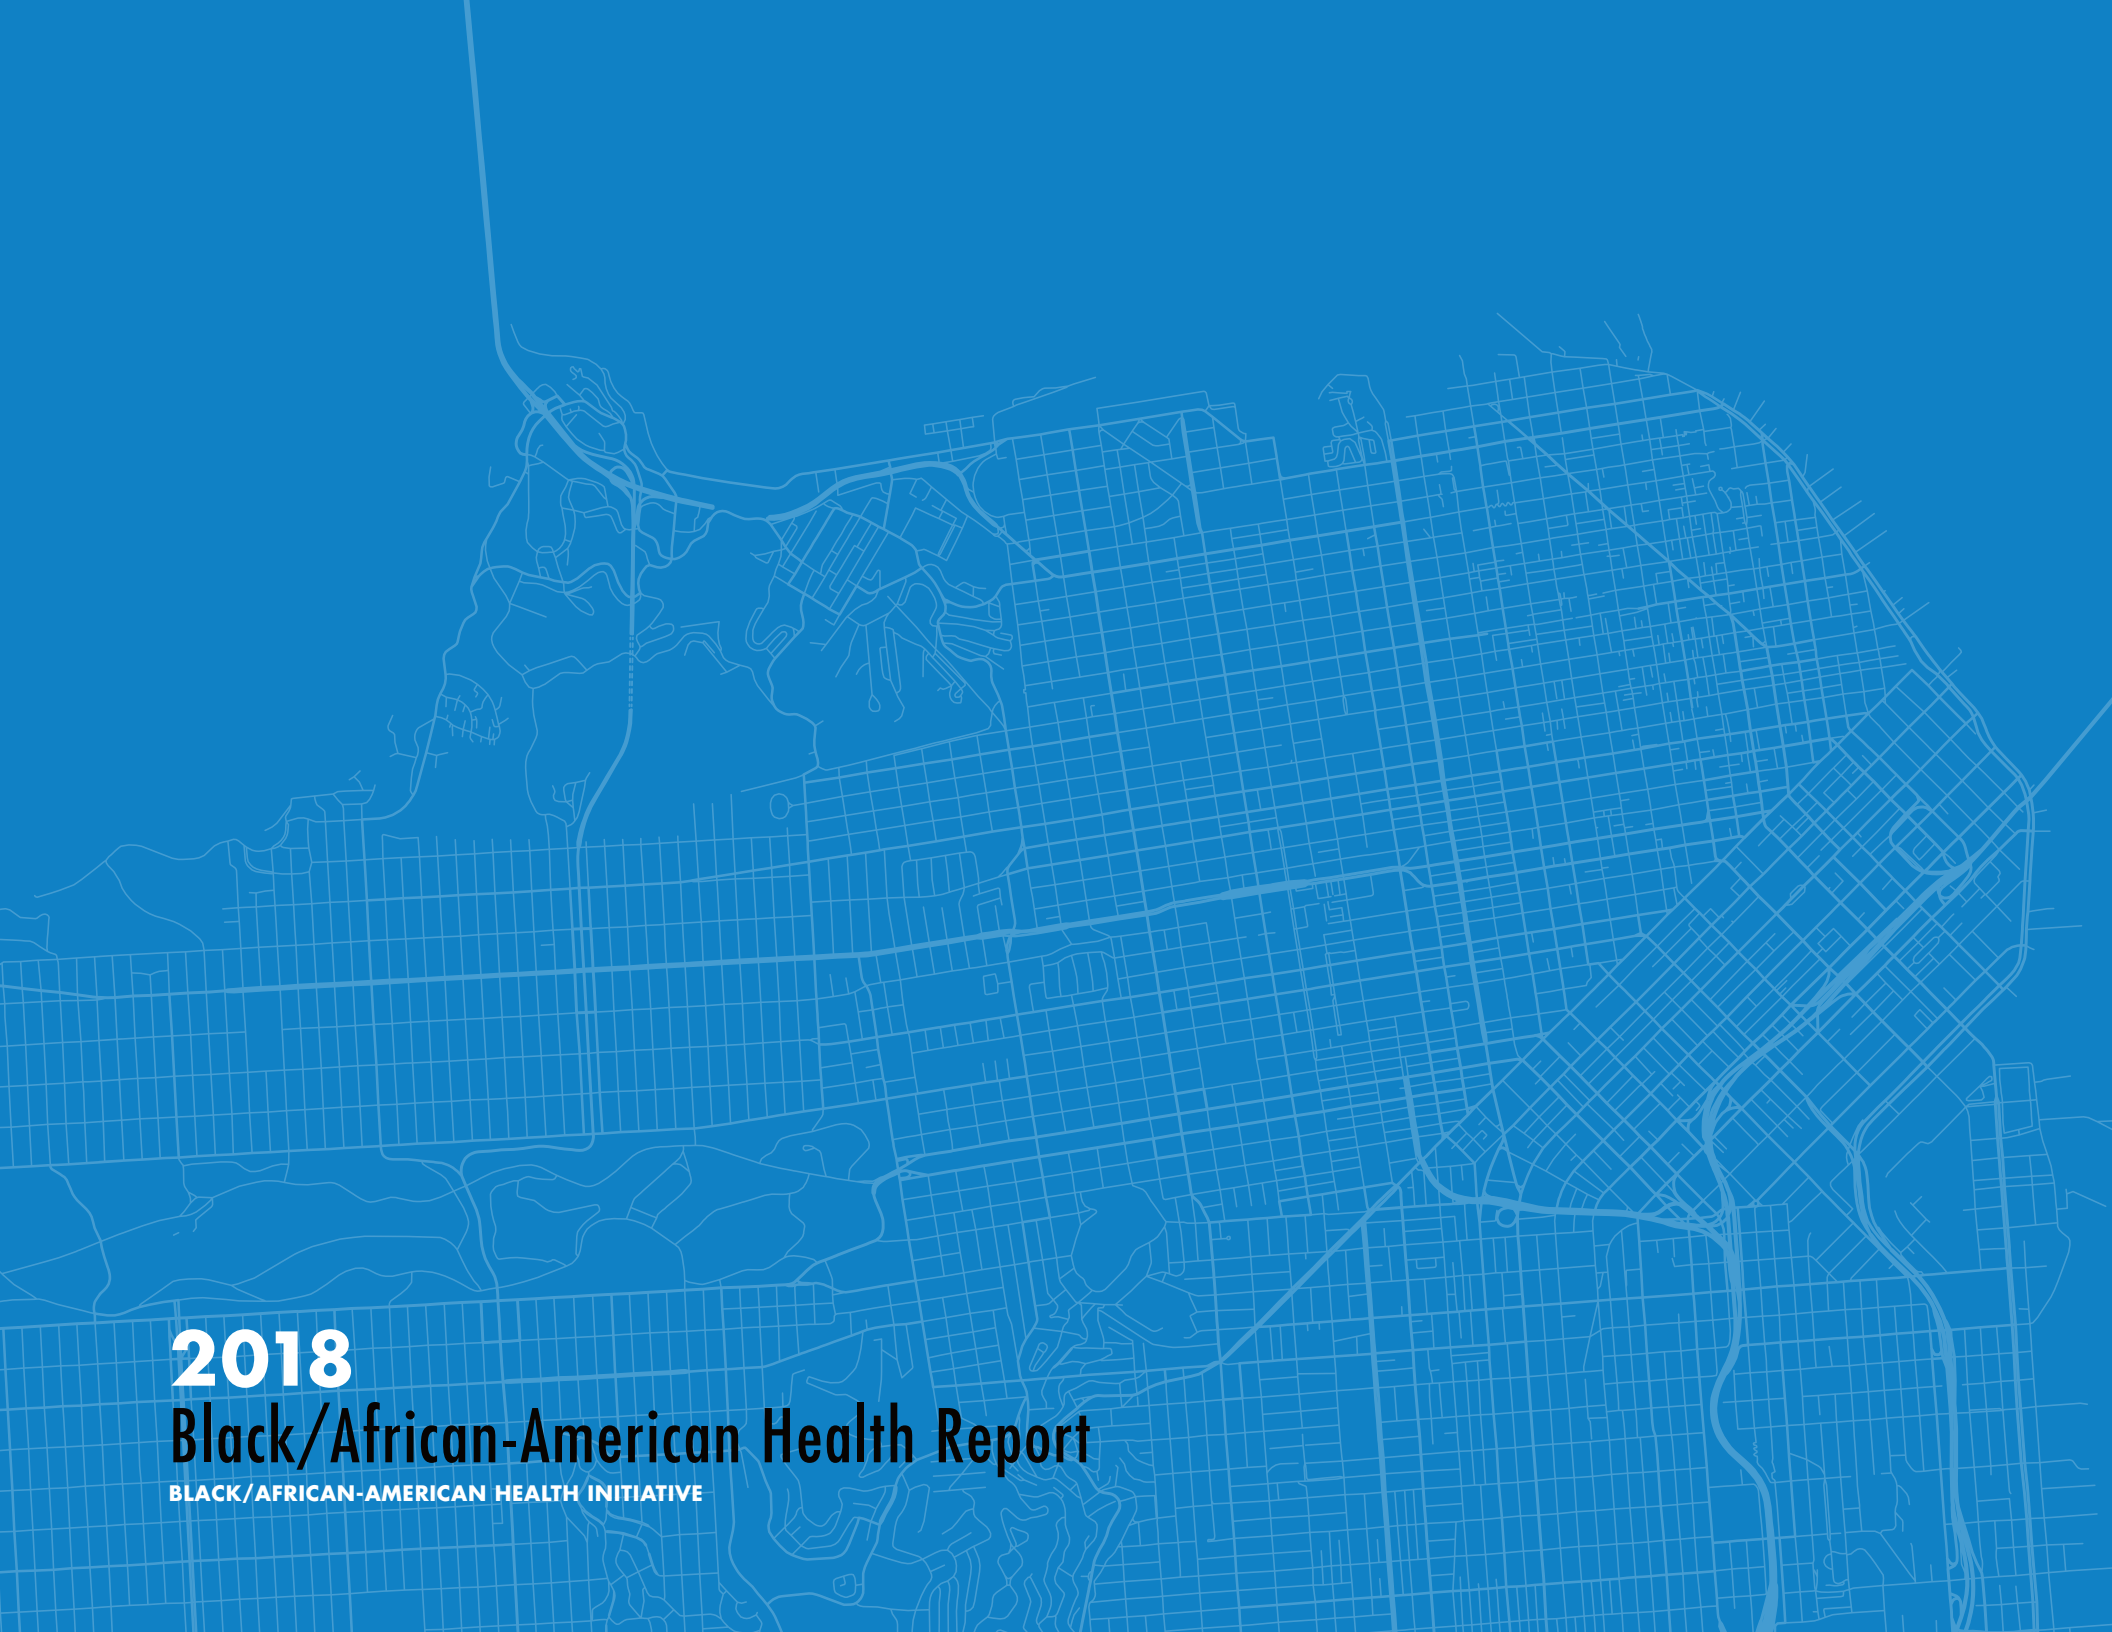 2018
Black/African-American Health Report
BLACK/AFRICAN-AMERICAN HEALTH INITIATIVE